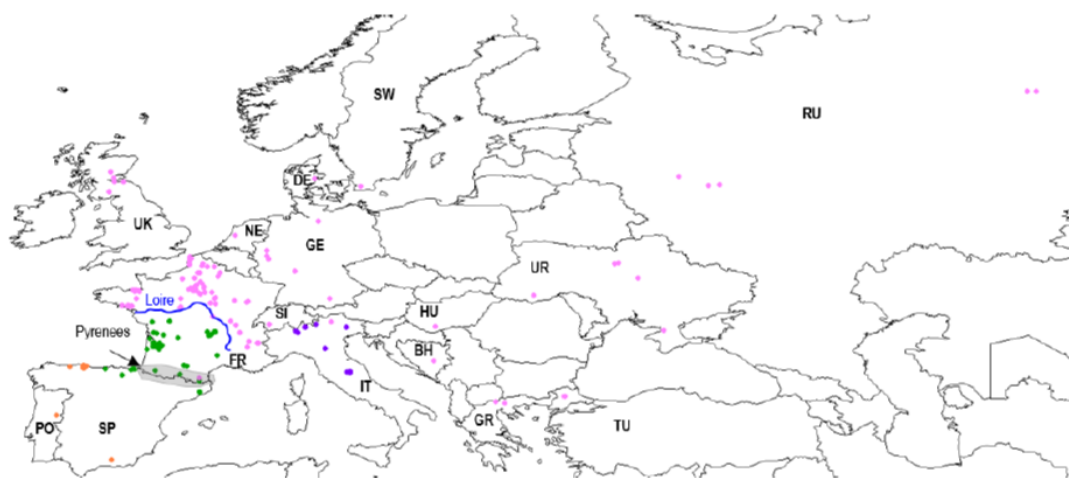 SW
RU
DE
UK
NE
GE
UR
Loire
SI
HU
Pyrenees
BH
FR
IT
GR
PO
SP
TU